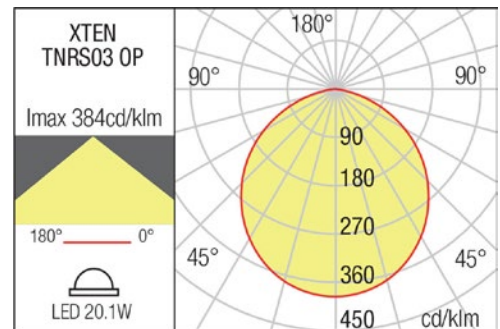 XTEN
TNRS03 OP
Imax 384cd/klm
180° 0°
LED 20.1W
180°
90° 90°
90
180
270
45° 45°
360
450 cd/klm